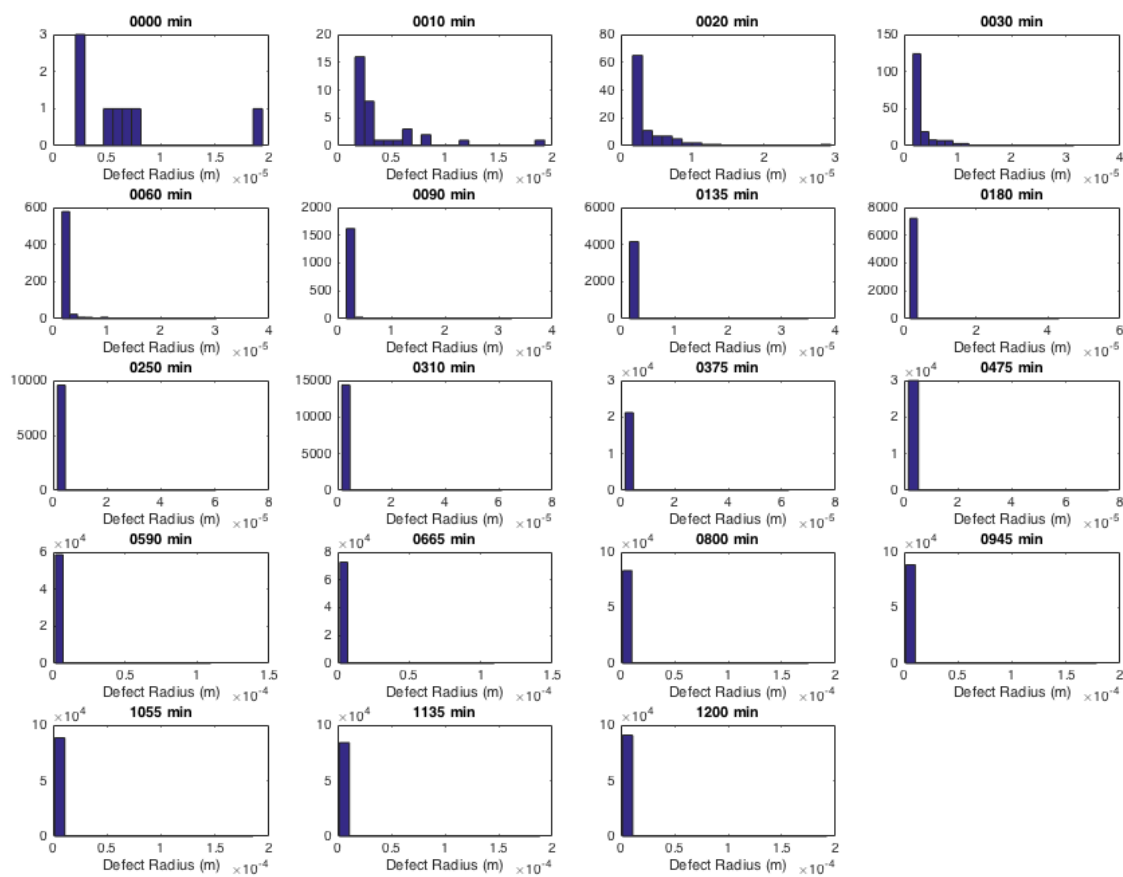 0000 min 0010 min 0020 min 0030 min
3 20 80 150
2 15 60 100
1 10 40 50
5 20
0 0 0 0
0 0.5 1 1.5 2 0 0.5 1 1.5 2 0 1 2 3 0 1 2 3 4
Defect Radius (m) ×10-5 Defect Radius (m) ×10-5 Defect Radius (m) ×10-5 Defect Radius (m) ×10-5
0060 min 0090 min 0135 min 0180 min
600 2000 6000 8000
400 1500 4000 6000
200 1000 2000 4000
500 2000
0 0 0 0
0 1 2 3 4 0 1 2 3 4 0 1 2 3 4 0 2 4 6
Defect Radius (m) ×10-5 Defect Radius (m) ×10-5 Defect Radius (m) ×10-5 Defect Radius (m) ×10-5
0250 min 0310 min 0375 min 0475 min
×104 ×104
10000 15000 3 3
5000 10000 2 2
5000 1 1
0 0 0 0
0 2 4 6 8 0 2 4 6 8 0 2 4 6 8 0 2 4 6 8
Defect Radius (m) ×10-5 Defect Radius (m) ×10-5 Defect Radius (m) ×10-5 Defect Radius (m) ×10-5
0590 min 0665 min 0800 min 0945 min
×104 ×104 ×104 ×104
6 8 10 10
4 6 5 5
2 4
2
0 0 0 0
0 0.5 1 1.5 0 0.5 1 1.5 0 0.5 1 1.5 2 0 0.5 1 1.5 2
Defect Radius (m) ×10-4 Defect Radius (m) ×10-4 Defect Radius (m) ×10-4 Defect Radius (m) ×10-4
1055 min 1135 min 1200 min
×104 ×104 ×104
10 10 10
5 5 5
0 0 0
0 0.5 1 1.5 2 0 0.5 1 1.5 2 0 0.5 1 1.5 2
Defect Radius (m) ×10-4 Defect Radius (m) ×10-4 Defect Radius (m) ×10-4